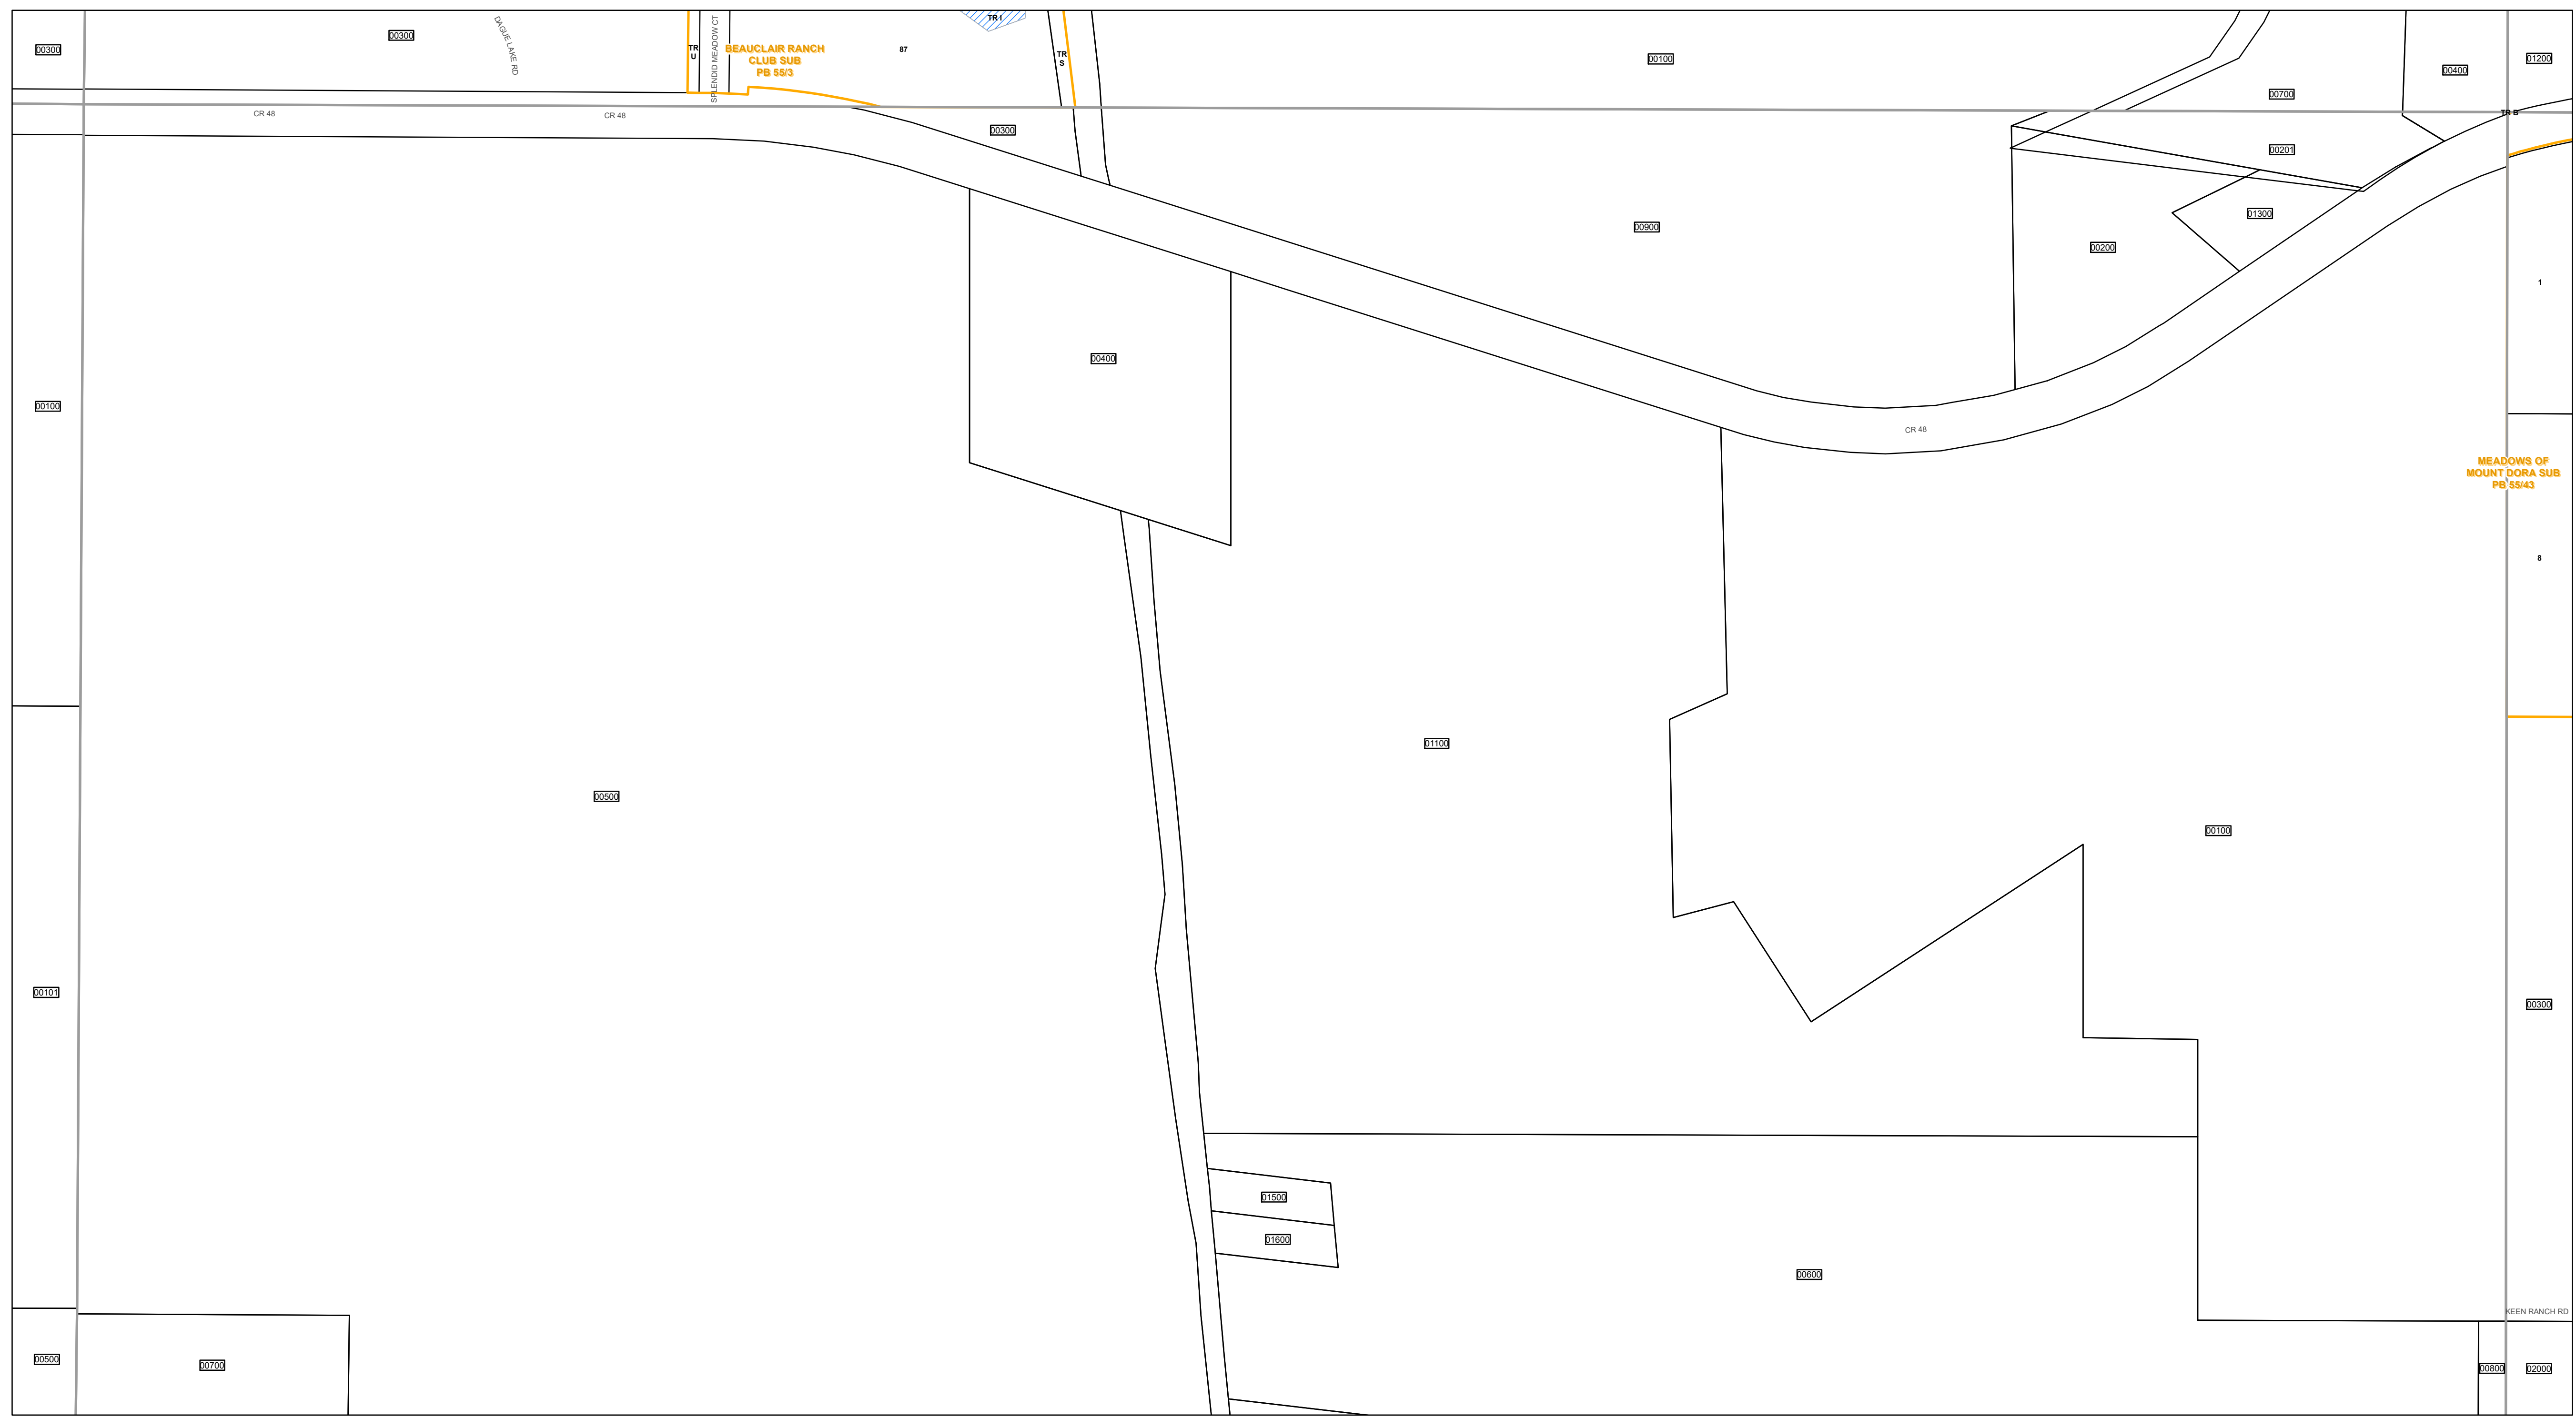 00300
00300
DAGUE LAKE RD
TR
U
SPLENDID MEADOW CT
BEAUCLAIR RANCH
CLUB SUB
PB 55/3
87
TR I
TR
S
00100
00400
01200
00700
TR B
CR 48
CR 48
00300
00201
01300
00900
00200
1
00400
00100
CR 48
MEADOWS OF
MOUNT DORA SUB
PB 55/43
8
01100
00500
00100
00101
00300
01500
01600
00600
KEEN RANCH RD
00500
00700
00800
02000